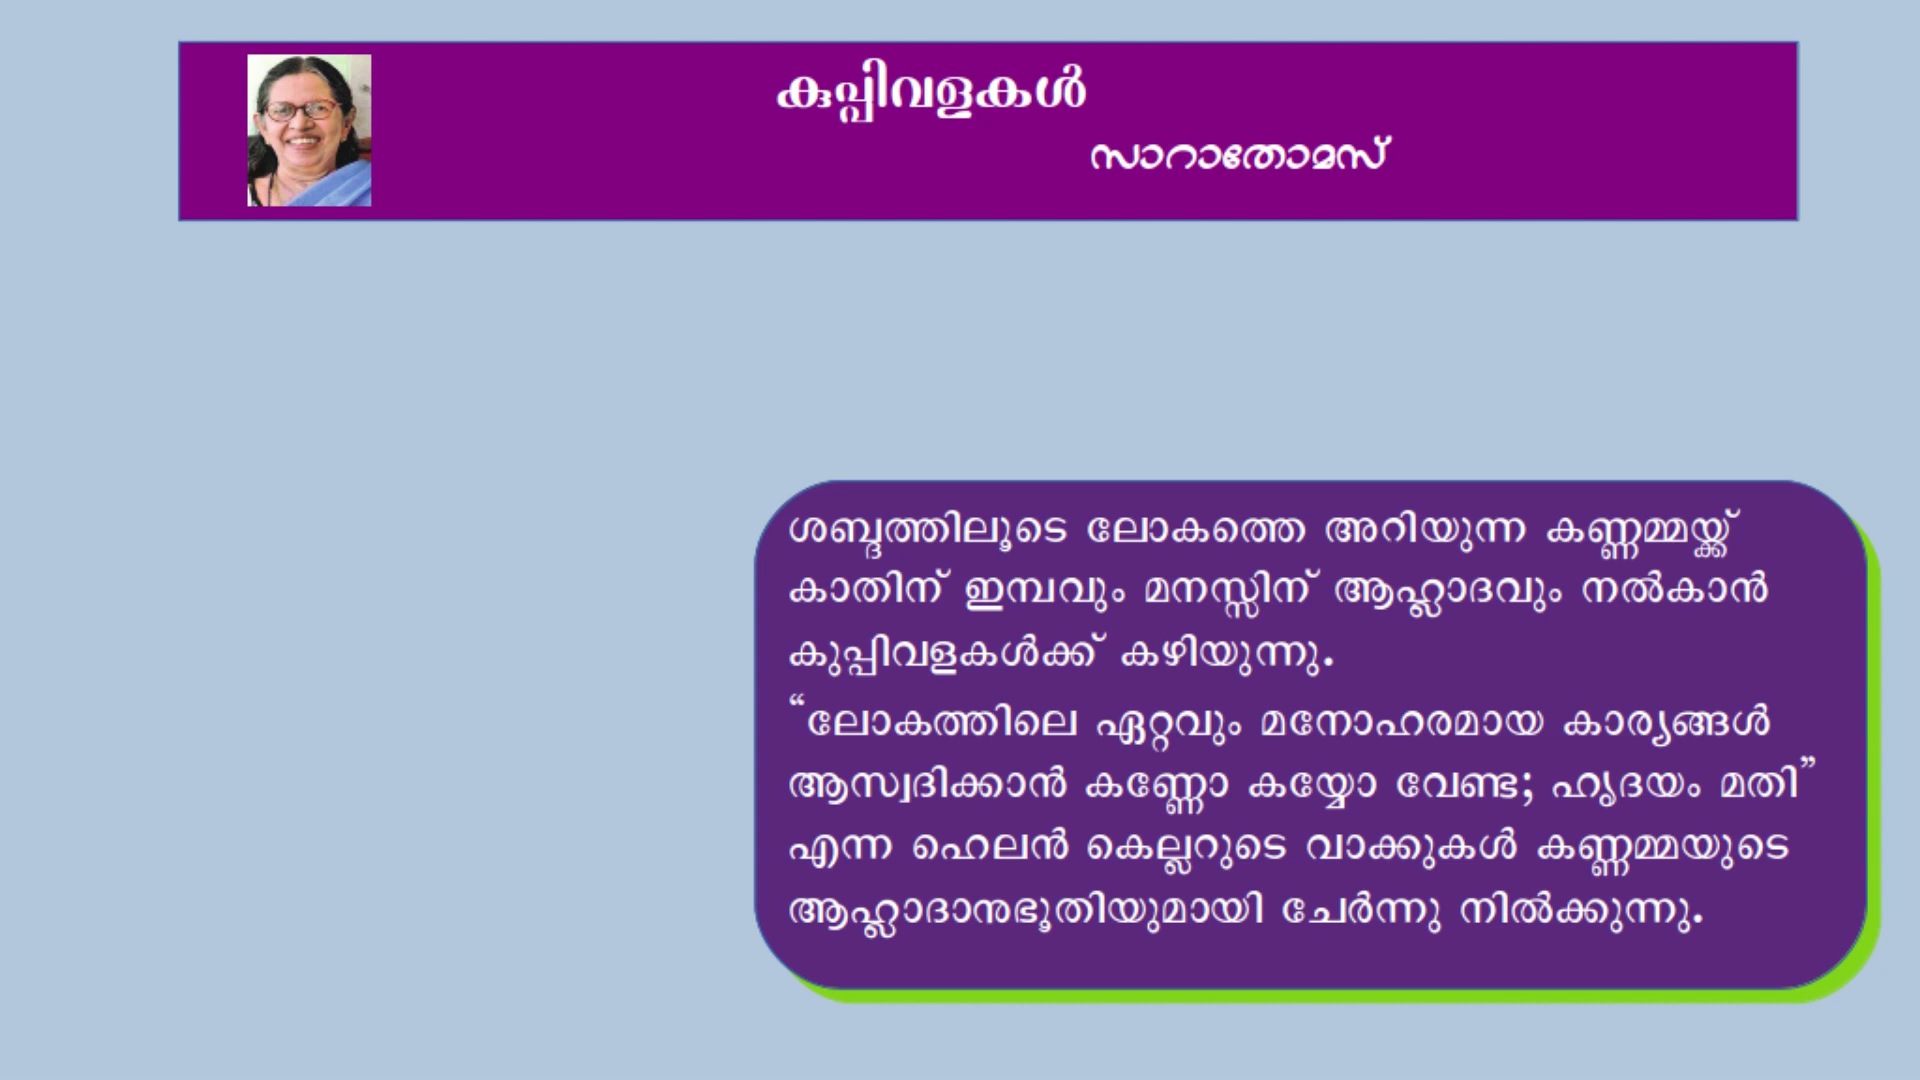 കുപ്പിവളകൾ
സാറാതോമസ്
ശബ്ദത്തിലൂടെ ലോകത്തെ അറിയുന്ന കണ്ണമ്മയ്ക്ക്
കാതിന് ഇമ്പവും മനസ്സിന് ആഹ്ലാദവും നൽകാൻ
കുപ്പിവളകൾക്ക് കഴിയുന്നു.
“ലോകത്തിലെ ഏറ്റവും മനോഹരമായ കാര്യങ്ങൾ
ആസ്വദിക്കാൻ കണ്ണോ കയ്യോ വേണ്ട; ഹൃദയം മതി”
എന്ന ഹെലൻ കെല്ലറുടെ വാക്കുകൾ കണ്ണമ്മയുടെ
ആഹ്ലാദാനുഭൂതിയുമായി ചേർന്നു നിൽക്കുന്നു.